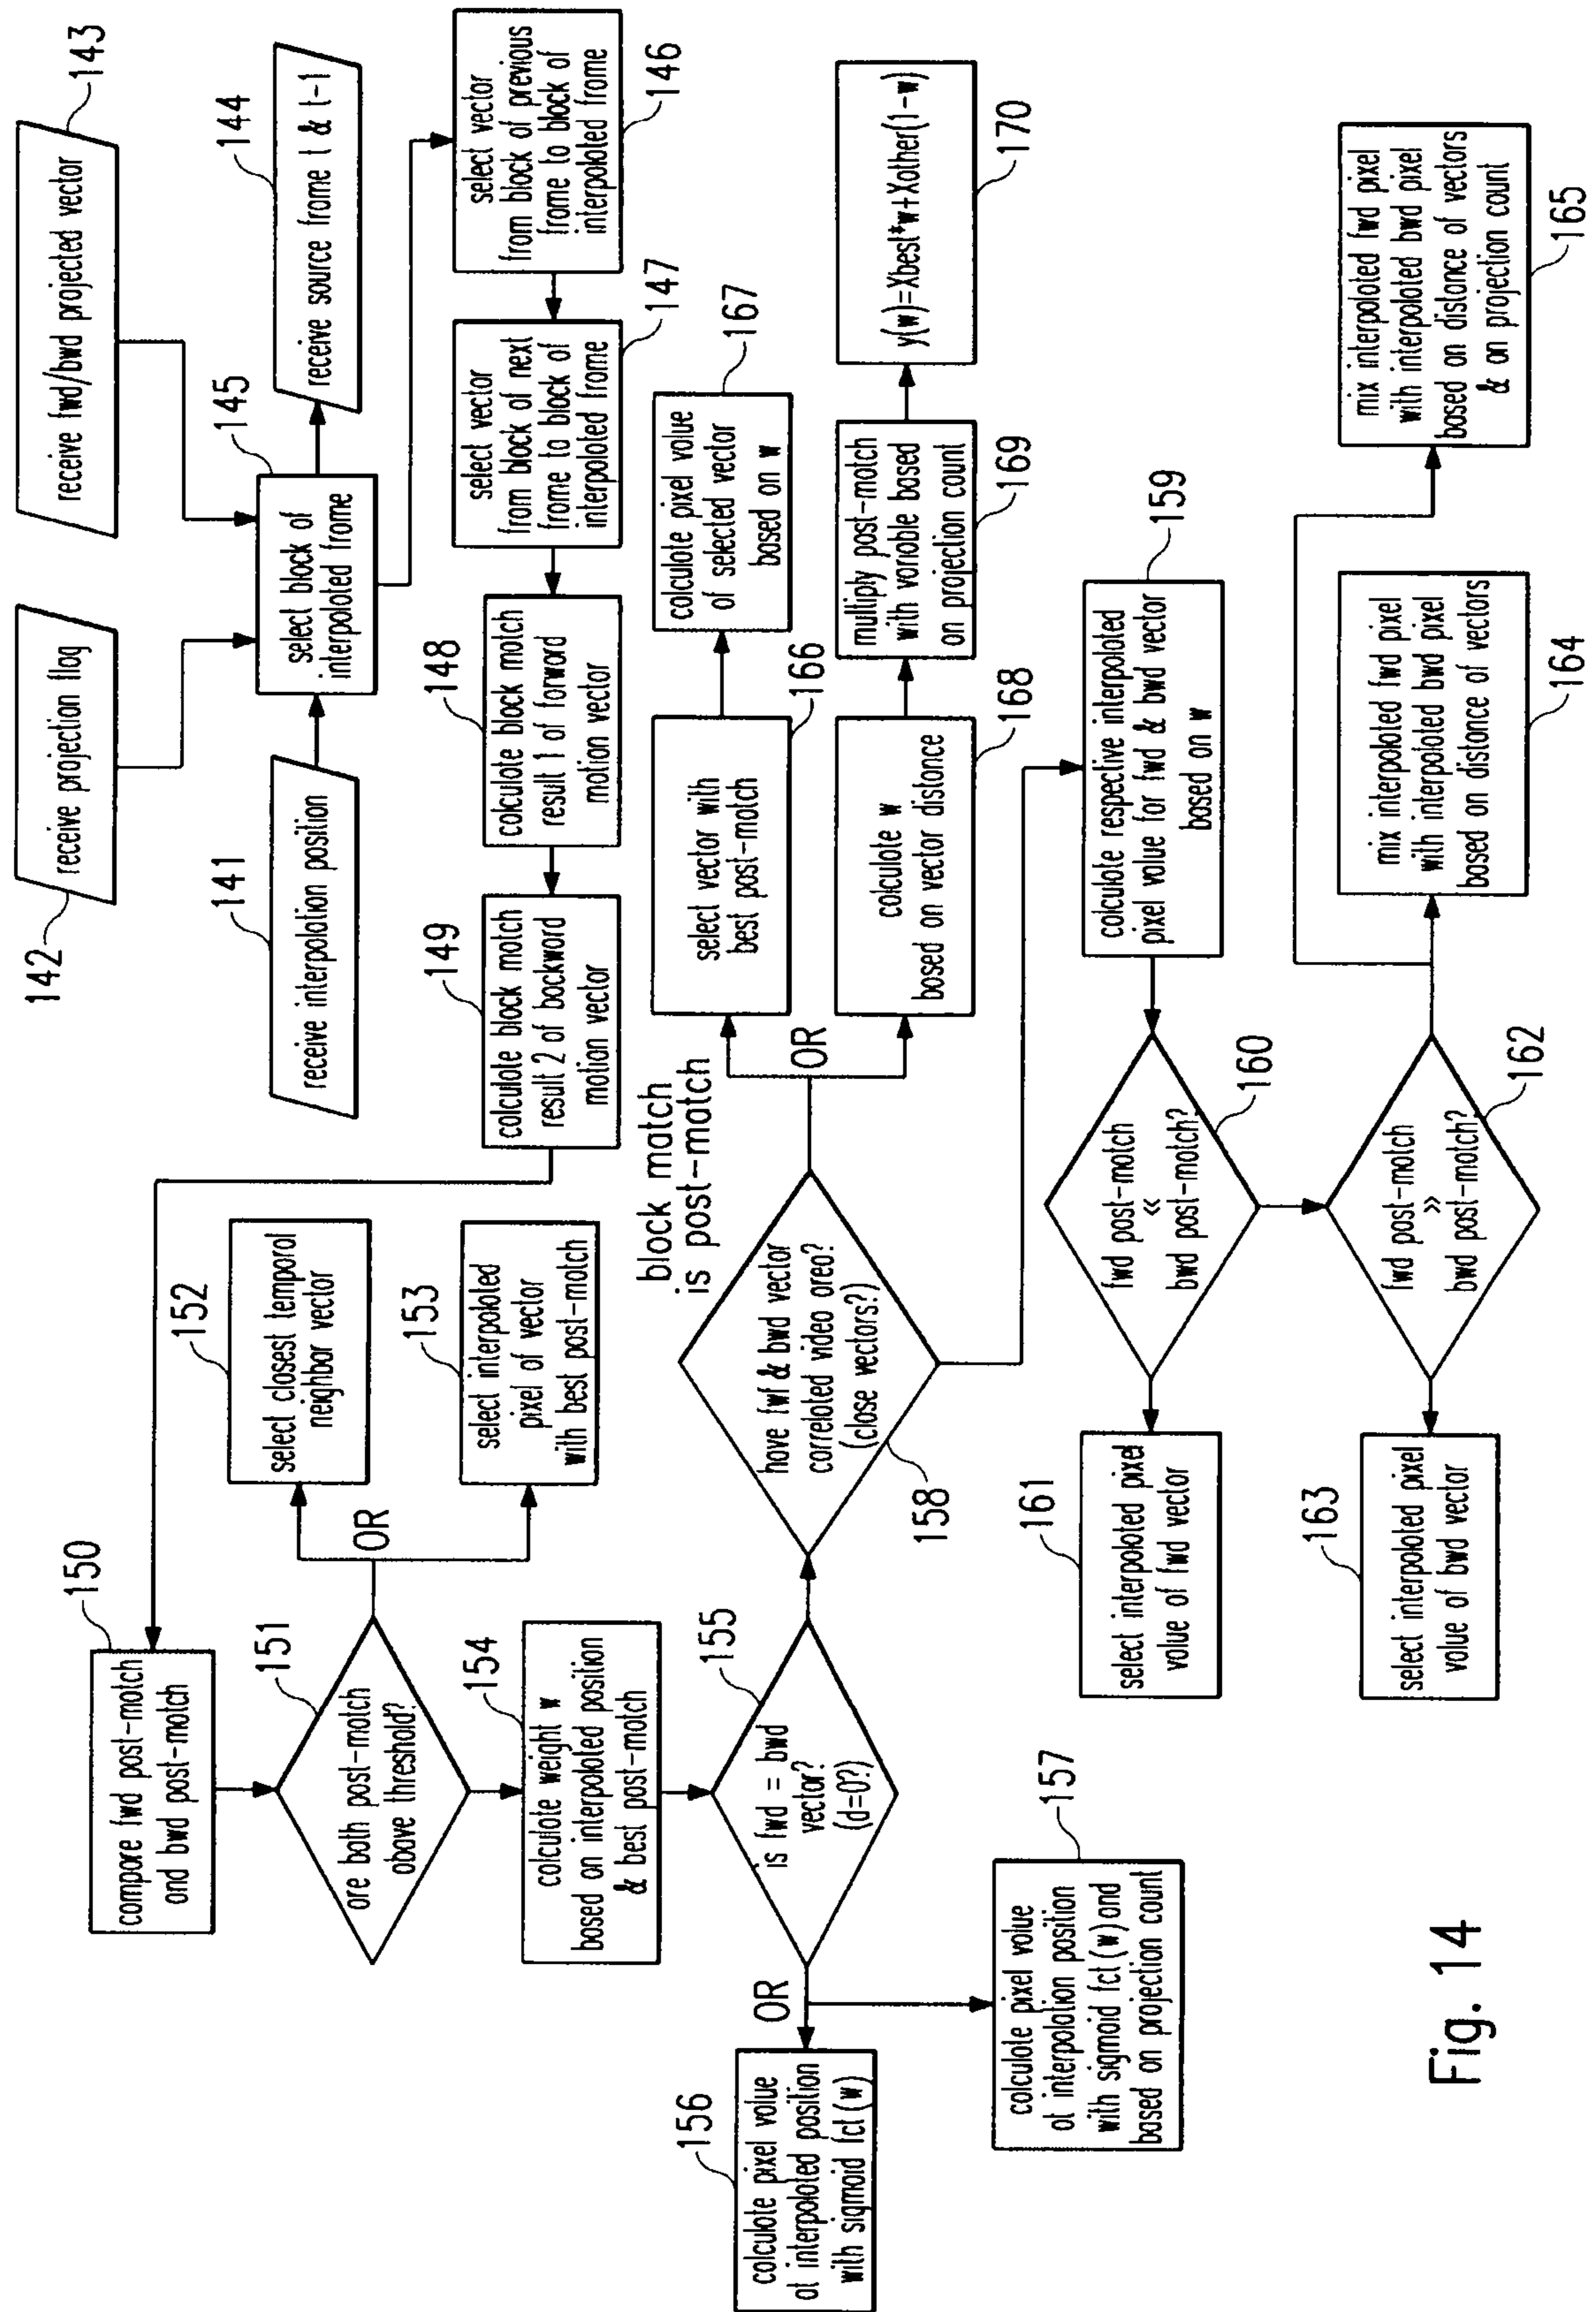 142
receive projection flag
receive fwd/bwd projected vector
143
141
receive interpolation position
145
select block of
interpolated frame
144
receive source frame t & t-1
select vector
from block of previous
frame to block of
interpolated frame
146
select vector
from block of next
frame to block of
interpolated frame
147
148
calculate block match
result 1 of forward
motion vector
149
calculate block match
result 2 of backward
motion vector
150
compare fwd post-match
and bwd post-match
151
are both post-match
above threshold?
OR
152
select closest temporal
neighbor vector
153
select interpolated
pixel of vector
with best post-match
154
calculate weight w
based on interpolated position
& best post-match
155
is fwd = bwd
vector?
(d=0?)
OR
156
calculate pixel value
at interpolated position
with sigmoid fct(w)
157
calculate pixel value
at interpolation position
with sigmoid fct(w) and
based on projection count
block match
is post-match
have fwf & bwd vector
correlated video area?
(close vectors?)
158
OR
166
select vector with
best post-match
167
calculate pixel value
of selected vector
based on w
168
calculate w
based on vector distance
169
multiply post-match
with variable based
on projection count
170
y(w)=Xbest*w+Xother(1-w)
159
calculate respective interpolated
pixel value for fwd & bwd vector
based on w
160
fwd post-match
«
bwd post-match?
161
select interpolated pixel
value of fwd vector
162
fwd post-match
»
bwd post-match?
163
select interpolated pixel
value of bwd vector
164
mix interpolated fwd pixel
with interpolated bwd pixel
based on distance of vectors
165
mix interpolated fwd pixel
with interpolated bwd pixel
based on distance of vectors
& on projection count
Fig. 14